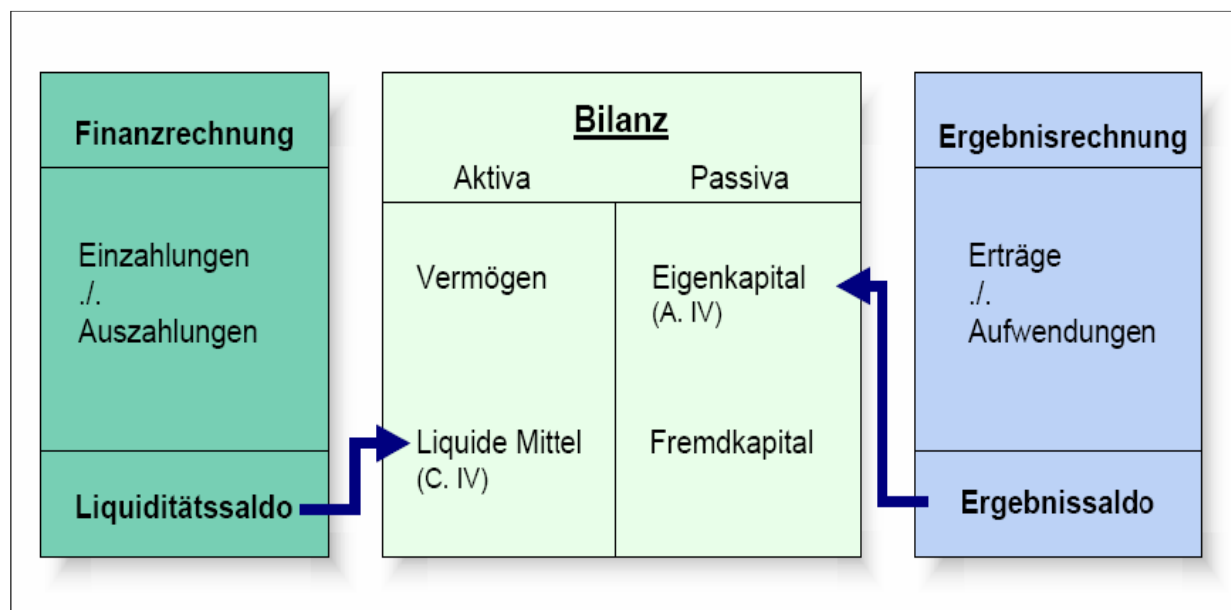 Finanzrechnung
Einzahlungen
./.
Auszahlungen
Liquiditätssaldo
Bilanz
Aktiva
Passiva
Vermögen
Eigenkapital
(A. IV)
Liquide Mittel
(C. IV)
Fremdkapital
Ergebnisrechnung
Erträge
./.
Aufwendungen
Ergebnissaldo